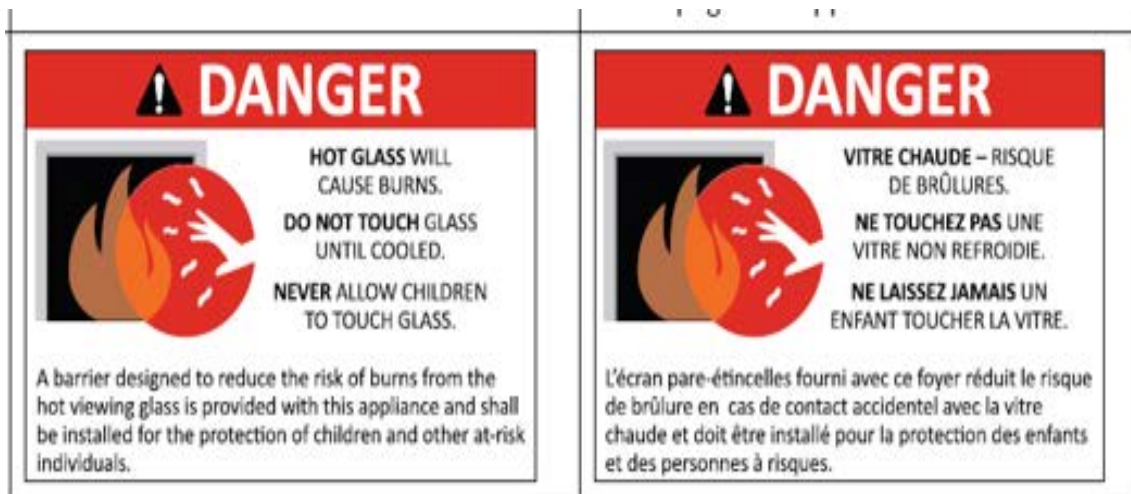 DANGER
HOT GLASS WILL
CAUSE BURNS.
DO NOT TOUCH GLASS
UNTIL COOLED.
NEVER ALLOW CHILDREN
TO TOUCH GLASS.
A barrier designed to reduce the risk of burns from the
hot viewing glass is provided with this appliance and shall
be installed for the protection of children and other at-risk
individuals.
DANGER
VITRE CHAUDE – RISQUE
DE BRÛLURES.
NE TOUCHEZ PAS UNE
VITRE NON REFROIDIE.
NE LAISSEZ JAMAIS UN
ENFANT TOUCHER LA VITRE.
L'écran pare-étincelles fourni avec ce foyer réduit le risque
de brûlure en cas de contact accidentel avec la vitre
chaude et doit être installé pour la protection des enfants
et des personnes à risques.